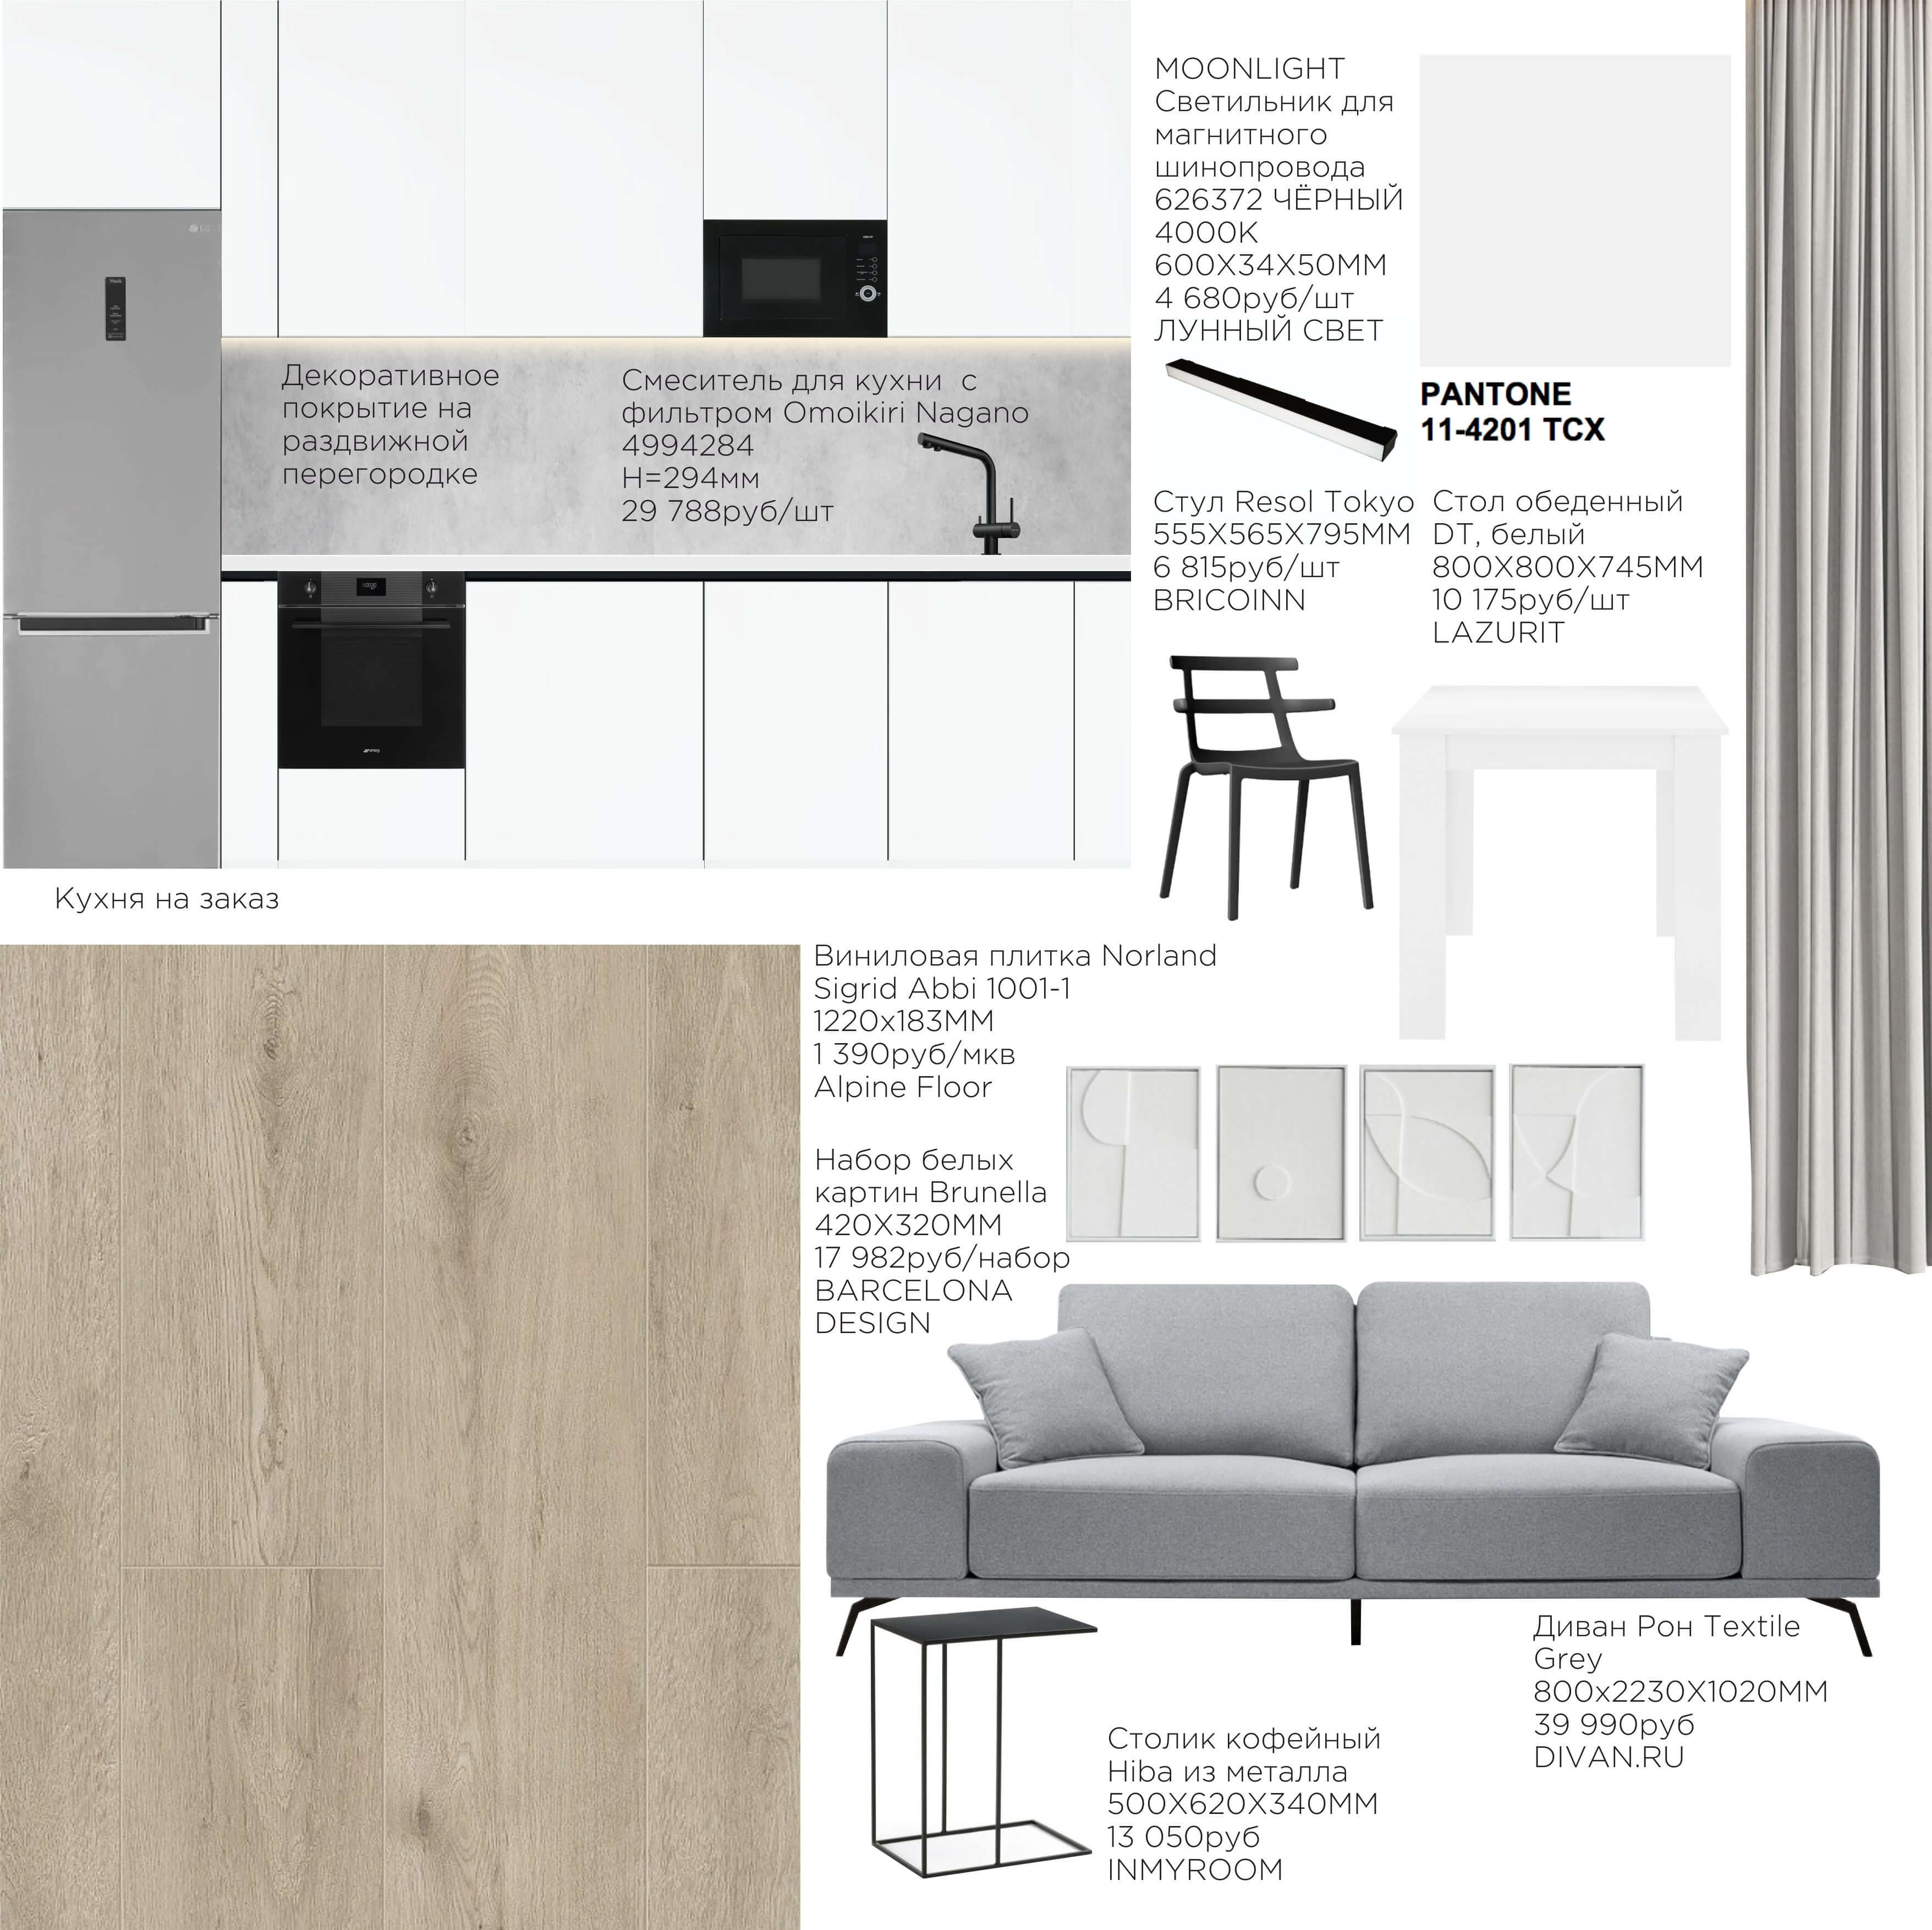 MOONLIGHT
Светильник для
магнитного
шинопровода
626372 ЧЁРНЫЙ
4000K
600X34X50MM
4 680руб/шт
ЛУННЫЙ СВЕТ
PANTONE
11-4201 TCX
LG
Декоративное
покрытие на
раздвижной
перегородке
Смеситель для кухни с
фильтром Omoikiri Nagano
4994284
H=294мм
29 788руб/шт
Стул Resol Tokyo
555X565X795MM
6 815руб/шт
BRICOINN
Стол обеденный
DT, белый
800X800X745MM
10 175руб/шт
LAZURIT
smeg
Кухня на заказ
Виниловая плитка Norland
Sigrid Abbi 1001-1
1220x183MM
1 390руб/мкв
Alpine Floor
Набор белых
картин Brunella
420X320MM
17 982руб/набор
BARCELONA
DESIGN
Диван Рон Textile
Grey
800x2230X1020MM
39 990руб
DIVAN.RU
Столик кофейный
Hiba из металла
500X620X340MM
13 050руб
INMYROOM